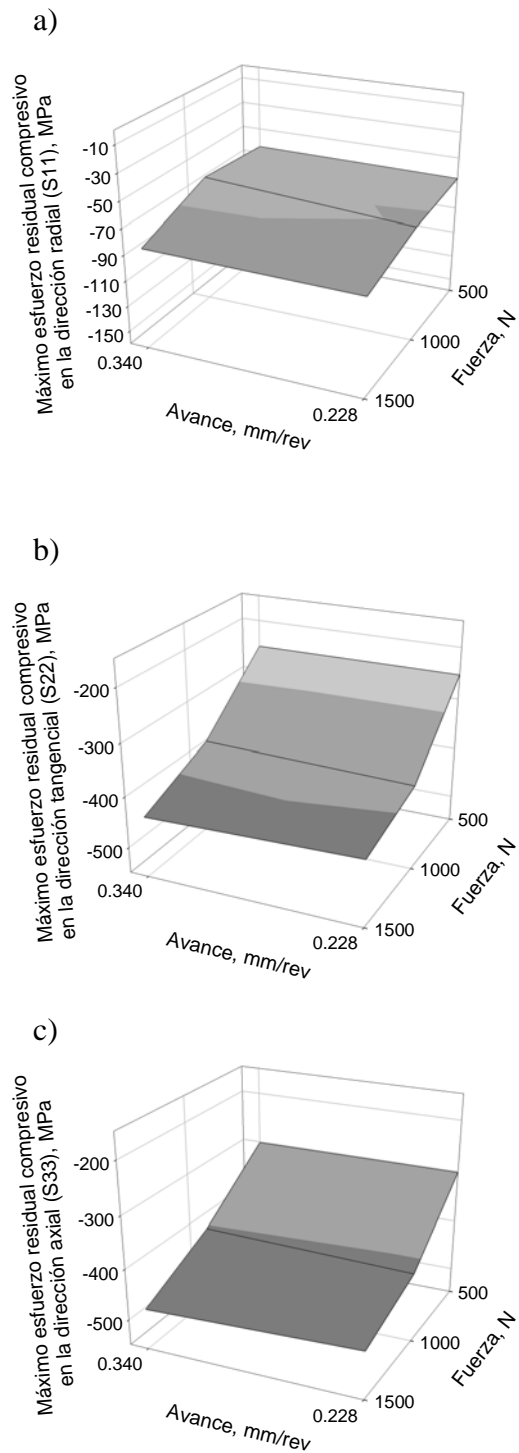 a)
Máximo esfuerzo residual compresivo
en la dirección radial (S11), MPa
-10
-30
-50
-70
-90
-110
-130
-150
0.340
Avance, mm/rev
0.228
500
1000
1500
Fuerza, N
b)
Máximo esfuerzo residual compresivo
en la dirección tangencial (S22), MPa
-200
-300
-400
-500
0.340
Avance, mm/rev
0.228
500
1000
1500
Fuerza, N
c)
Máximo esfuerzo residual compresivo
en la dirección axial (S33), MPa
-200
-300
-400
-500
0.340
Avance, mm/rev
0.228
500
1000
1500
Fuerza, N